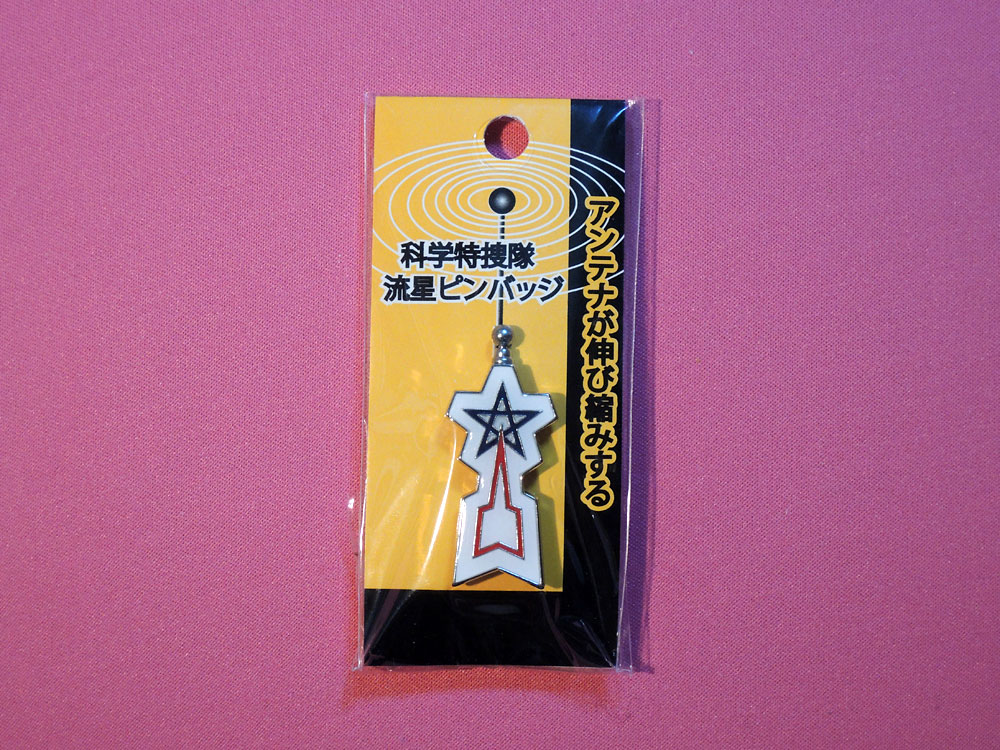 科学特捜隊
流星ピンバッジ
アンテナが伸び縮みする